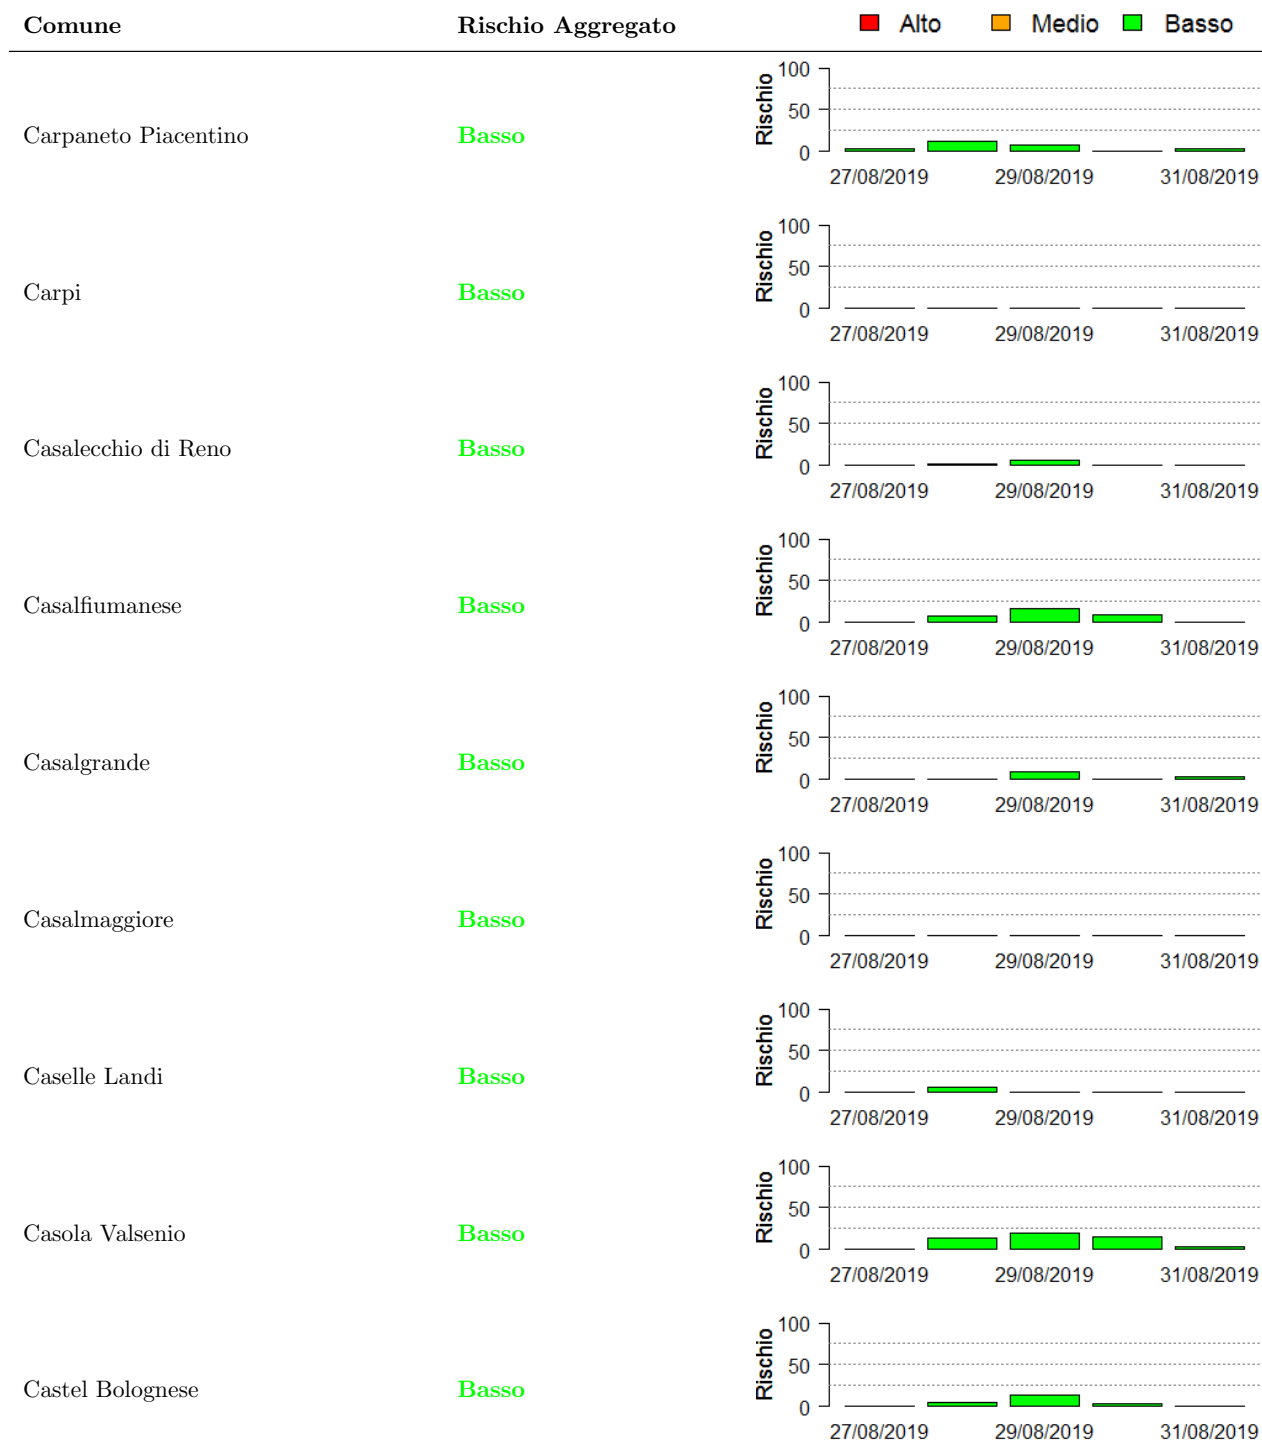 Comune Rischio Aggregato Alto Medio Basso
Carpaneto Piacentino Basso Rischio 100 50 0
27/08/2019 29/08/2019 31/08/2019
Carpi Basso Rischio 100 50 0
27/08/2019 29/08/2019 31/08/2019
Casalecchio di Reno Basso Rischio 100 50 0
27/08/2019 29/08/2019 31/08/2019
Casalfiumanese Basso Rischio 100 50 0
27/08/2019 29/08/2019 31/08/2019
Casalgrande Basso Rischio 100 50 0
27/08/2019 29/08/2019 31/08/2019
Casalmaggiore Basso Rischio 100 50 0
27/08/2019 29/08/2019 31/08/2019
Caselle Landi Basso Rischio 100 50 0
27/08/2019 29/08/2019 31/08/2019
Casola Valsenio Basso Rischio 100 50 0
27/08/2019 29/08/2019 31/08/2019
Castel Bolognese Basso Rischio 100 50 0
27/08/2019 29/08/2019 31/08/2019